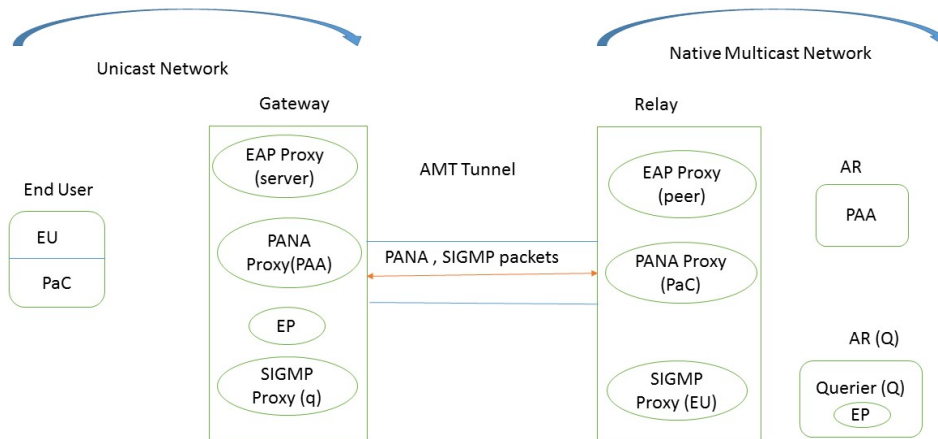 Unicast Network
Native Multicast Network
Gateway
Relay
EAP Proxy
(server)
AMT Tunnel
EAP Proxy
(peer)
AR
PAA
End User
EU
PaC
PANA
Proxy(PAA)
PANA , SIGMP packets
PANA Proxy
(PaC)
EP
AR (Q)
SIGMP
Proxy (q)
SIGMP
Proxy (EU)
Querier (Q)
EP